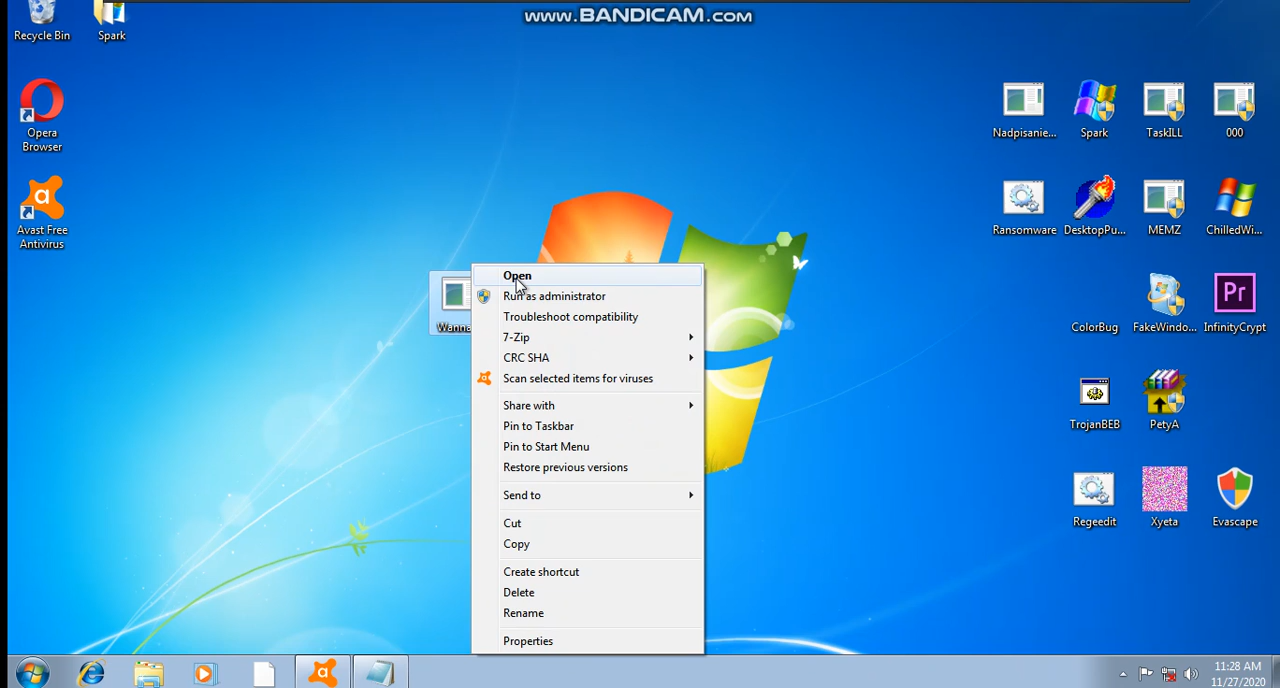 www.BANDICAM.com
Recycle Bin
Spark
Opera
Browser
Avast Free
Antivirus
Wanna
Open
Run as administrator
Troubleshoot compatibility
7-Zip
CRC SHA
Scan selected items for viruses
Share with
Pin to Taskbar
Pin to Start Menu
Restore previous versions
Send to
Cut
Copy
Create shortcut
Delete
Rename
Properties
Nadpisanie...
Spark
TaskILL
000
Ransomware
DesktopPu...
MEMZ
ChilledWi...
ColorBug
FakeWindo...
Pr
InfinityCrypt
TrojanBEB
PetyA
Regeedit
Xyeta
Evascape
11:28 AM
11/27/2020